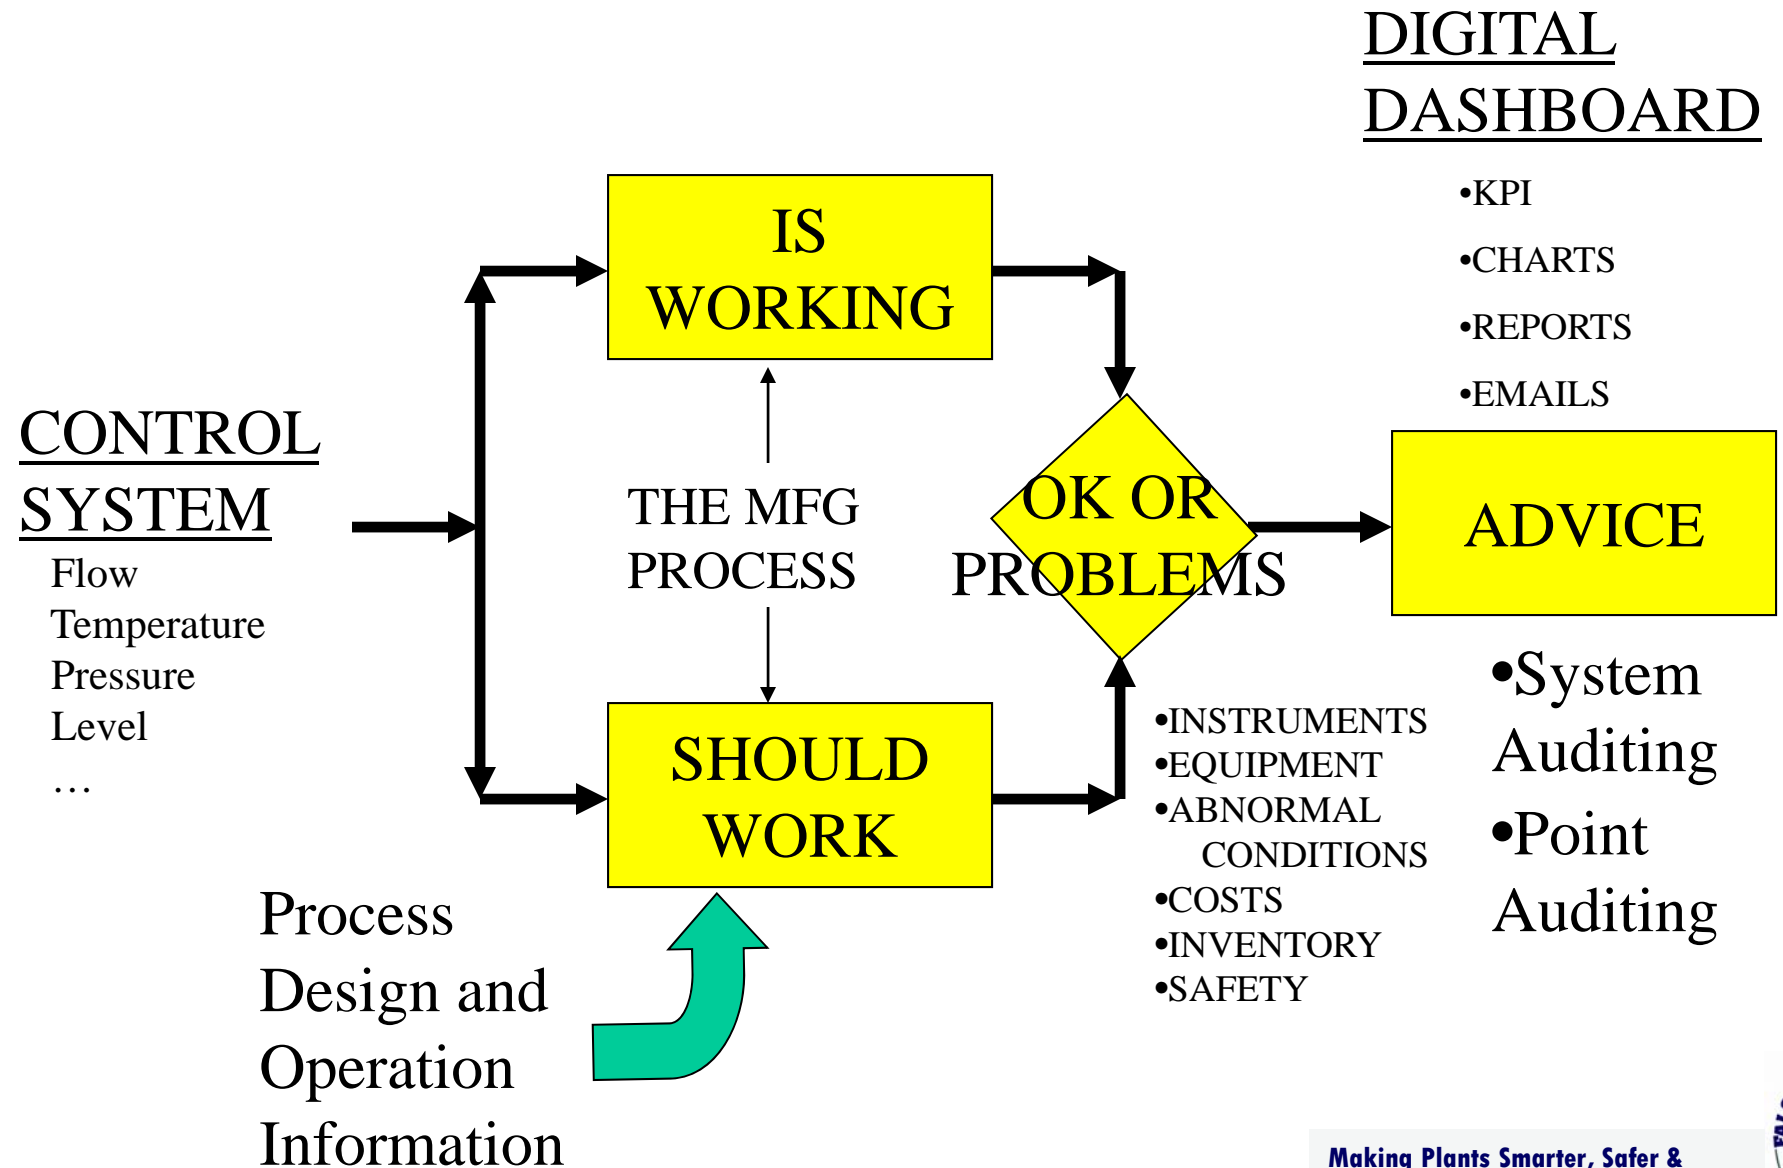 DIGITAL
DASHBOARD
•KPI
•CHARTS
•REPORTS
•EMAILS
IS
WORKING
CONTROL
SYSTEM
Flow
Temperature
Pressure
Level
…
THE MFG
PROCESS
OK OR
PROBLEMS
ADVICE
SHOULD
WORK
•INSTRUMENTS
•EQUIPMENT
•ABNORMAL
CONDITIONS
•COSTS
•INVENTORY
•SAFETY
•System
Auditing
•Point
Auditing
Process
Design and
Operation
Information
Making Plants Smarter, Safer &